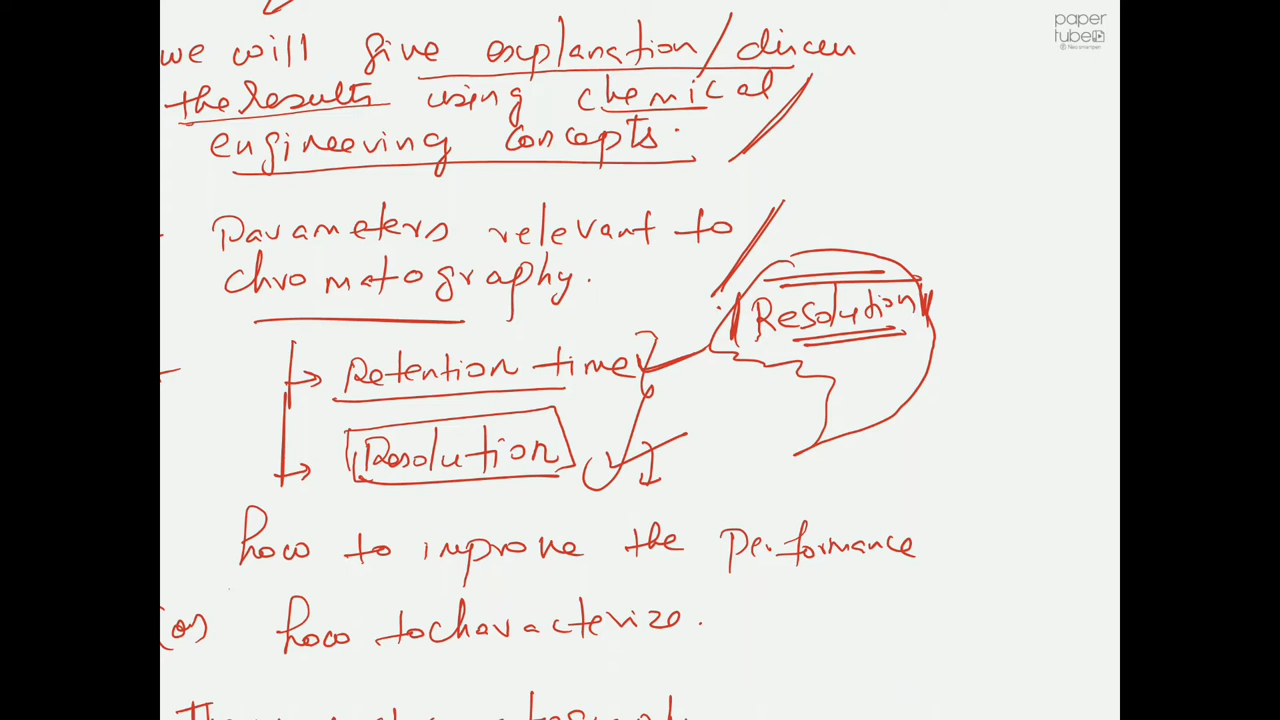 paper
tube
we will give explanation/discuss
the results using chemical
engineering concepts.
Parameters relevant to
chromatography.
Resolution
Retention time
Resolution
how to improve the performance
(or) how to characterize.